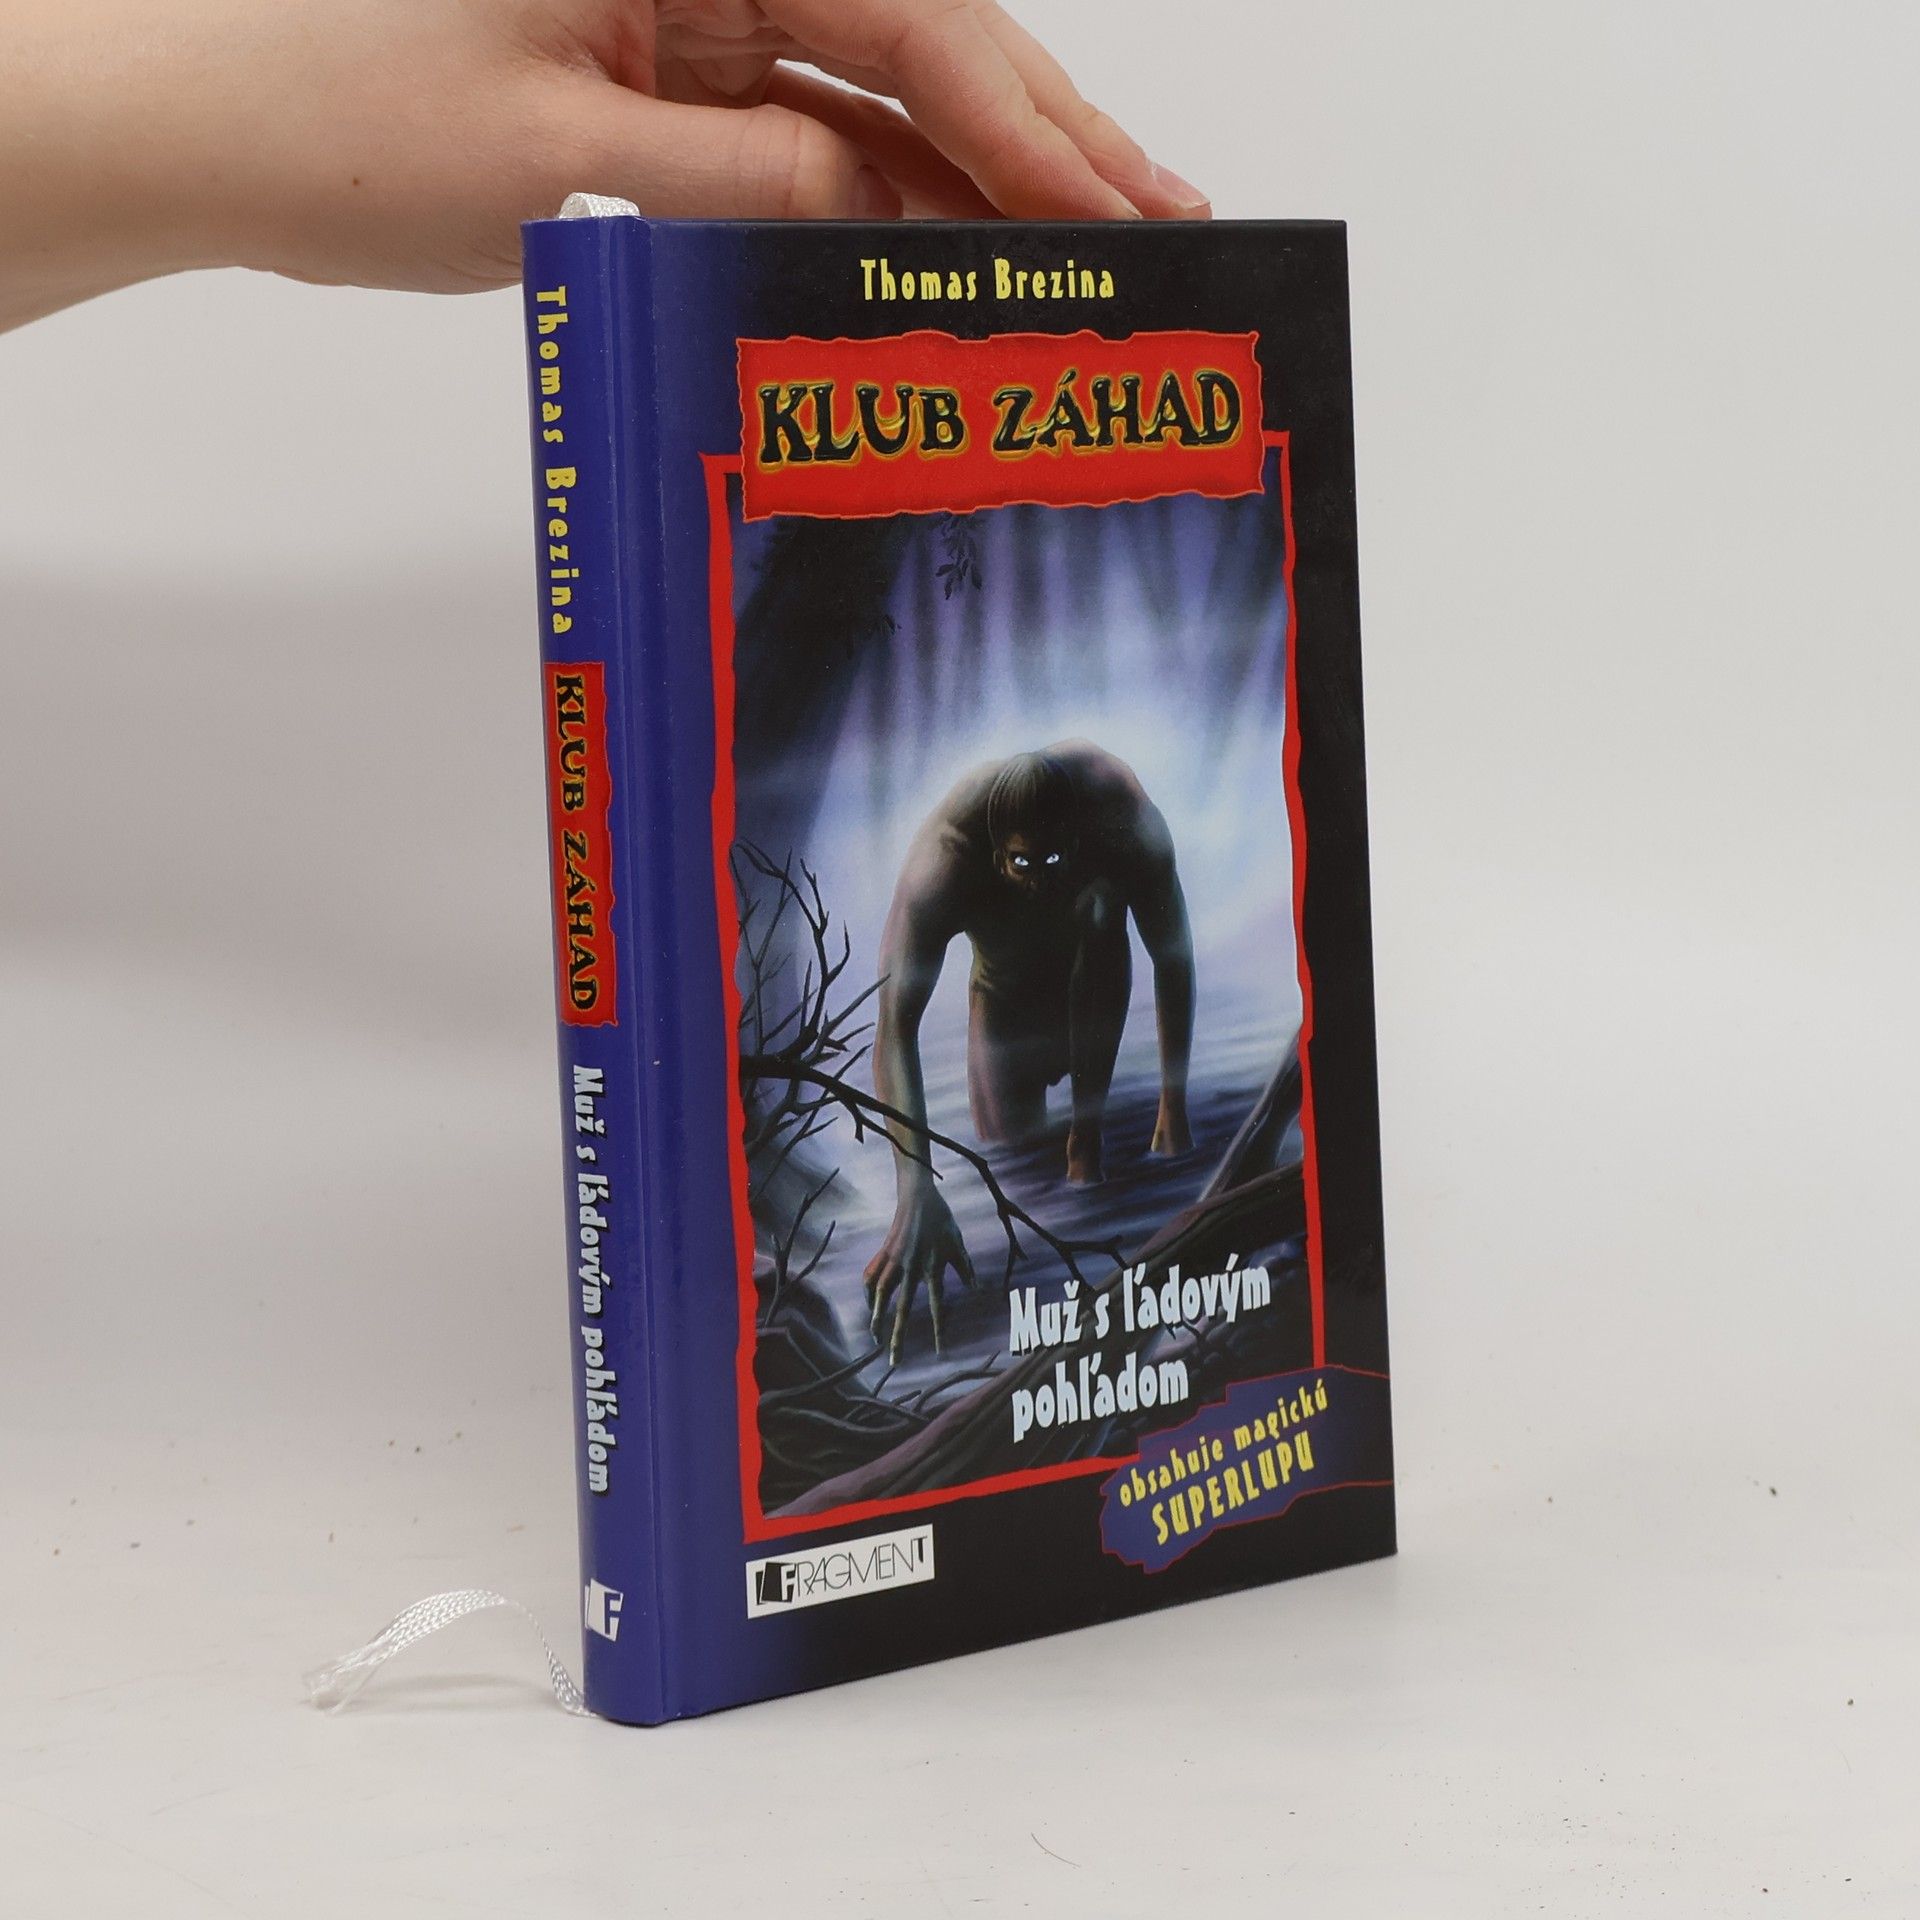 Thomas Brezina
KLUB ZÁHAD
Muž s ľadovým
pohľadom
obsahuje magickú
SUPERLUPU
FRAGMENT
Thomas Brezina KLUB ZÁHAD Muž s ľadovým pohľadom
F